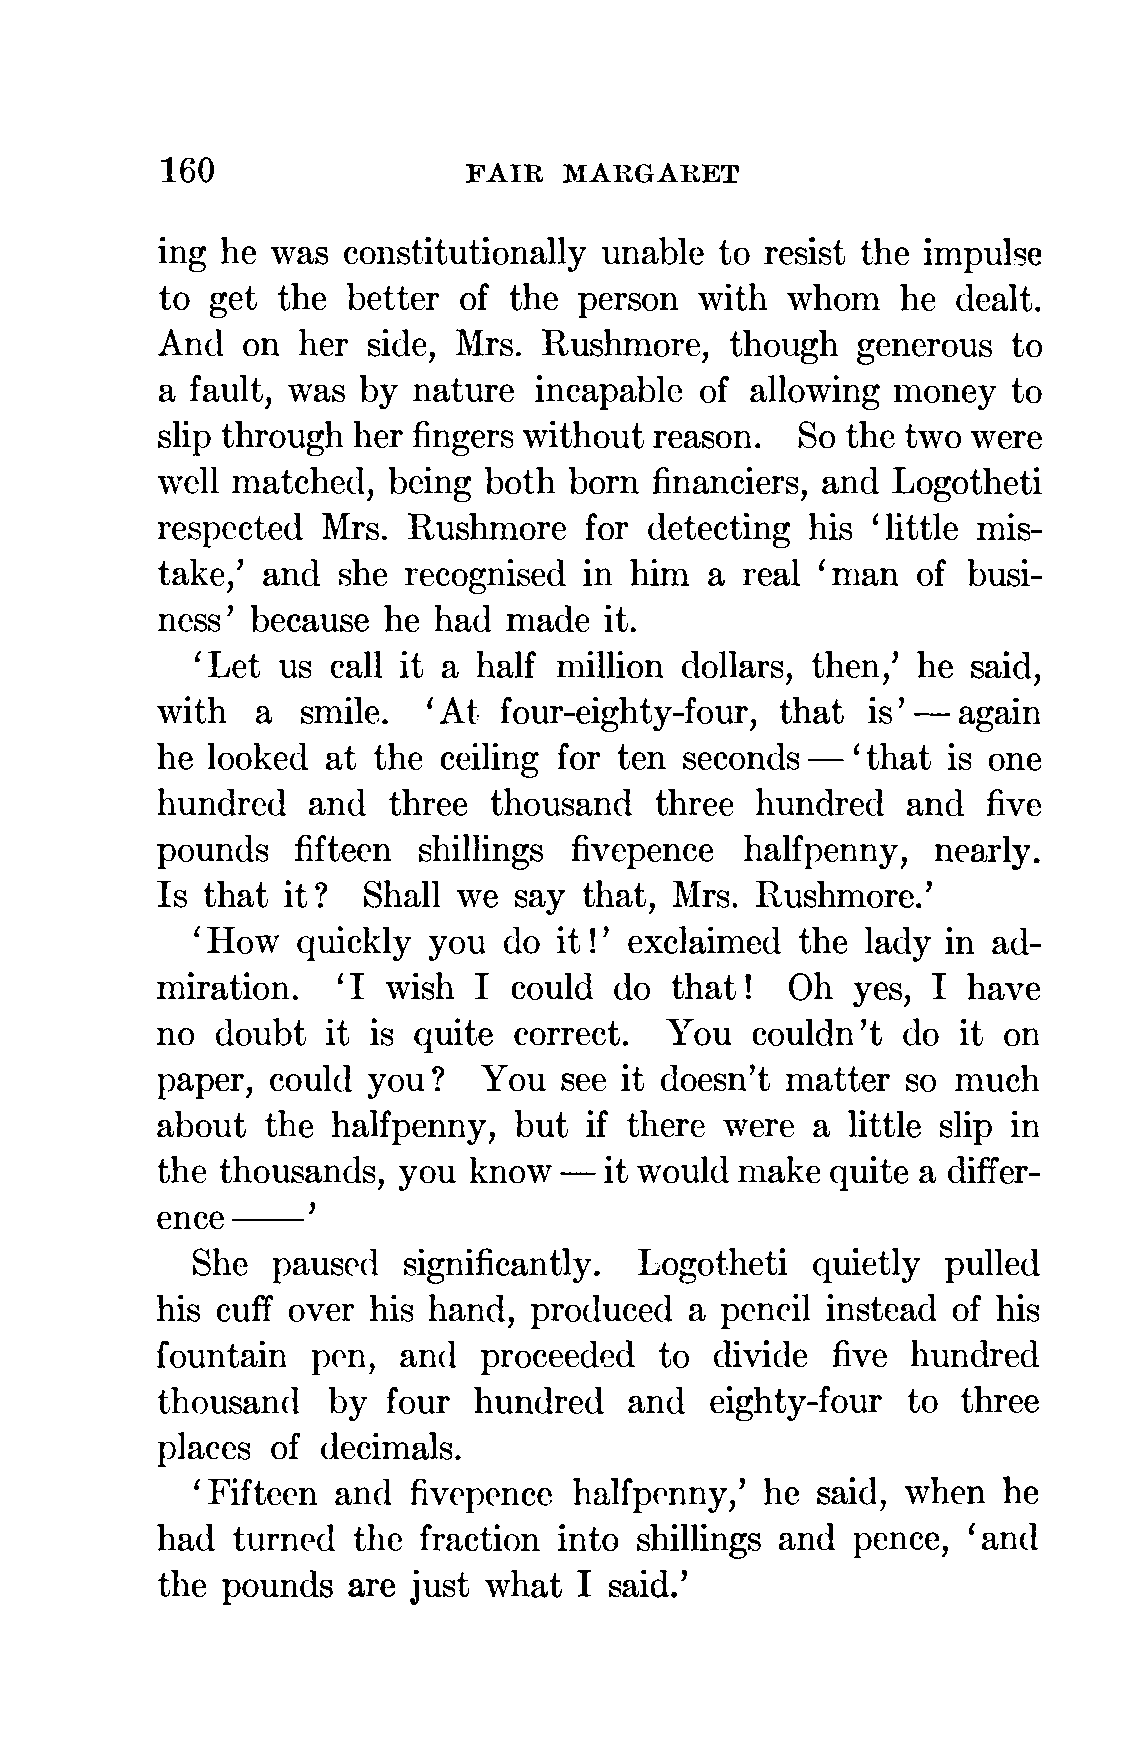 160 FAIR MARGARET
ing he was constitutionally unable to resist the impulse
to get the better of the person with whom he dealt.
And on her side, Mrs. Rushmore, though generous to
a fault, was by nature incapable of allowing money to
slip through her fingers without reason. So the two were
well matched, being both born financiers, and Logotheti
respected Mrs. Rushmore for detecting his ‘little mis-
take,’ and she recognised in him a real ‘man of busi-
ness’ because he had made it.
‘Let us call it a half million dollars, then,’ he said,
with a smile. ‘At four-eighty-four, that is’ — again
he looked at the ceiling for ten seconds — ‘that is one
hundred and three thousand three hundred and five
pounds fifteen shillings fivepence halfpenny, nearly.
Is that it? Shall we say that, Mrs. Rushmore.’
‘How quickly you do it!’ exclaimed the lady in ad-
miration. ‘I wish I could do that! Oh yes, I have
no doubt it is quite correct. You couldn't do it on
paper, could you? You see it doesn't matter so much
about the halfpenny, but if there were a little slip in
the thousands, you know — it would make quite a differ-
ence ——’
She paused significantly. Logotheti quietly pulled
his cuff over his hand, produced a pencil instead of his
fountain pen, and proceeded to divide five hundred
thousand by four hundred and eighty-four to three
places of decimals.
‘Fifteen and fivepence halfpenny,’ he said, when he
had turned the fraction into shillings and pence, ‘and
the pounds are just what I said.’